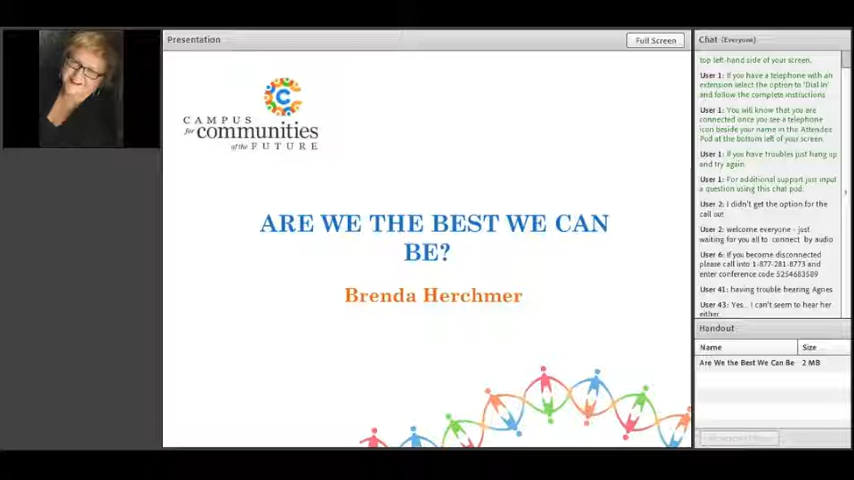 Presentation
Full Screen
CAMPUS
for communities
of the FUTURE
ARE WE THE BEST WE CAN
BE?
Brenda Herchmer
Chat (Everyone)
top left-hand side of your screen.
User 1: If you have a telephone with an
extension select the option to 'Dial in'
and follow the complete instructions
User 1: You will know that you are
connected once you see a telephone
icon beside your name in the Attendee
Pod at the bottom left of your screen.
User 1: If you have troubles just hang up
and try again.
User 1: For additional support just input
a question using this chat pod.
User 2: I didn't get the option for the
call out
User 2: welcome everyone - just
waiting for you all to connect by audio
User 6: If you become disconnected
please call into 1-877-281-8773 and
enter conference code 5254683589
User 41: having trouble hearing Agnes
User 43: Yes... I can't seem to hear her
either
Handout
Name Size
Are We the Best We Can Be 2 MB